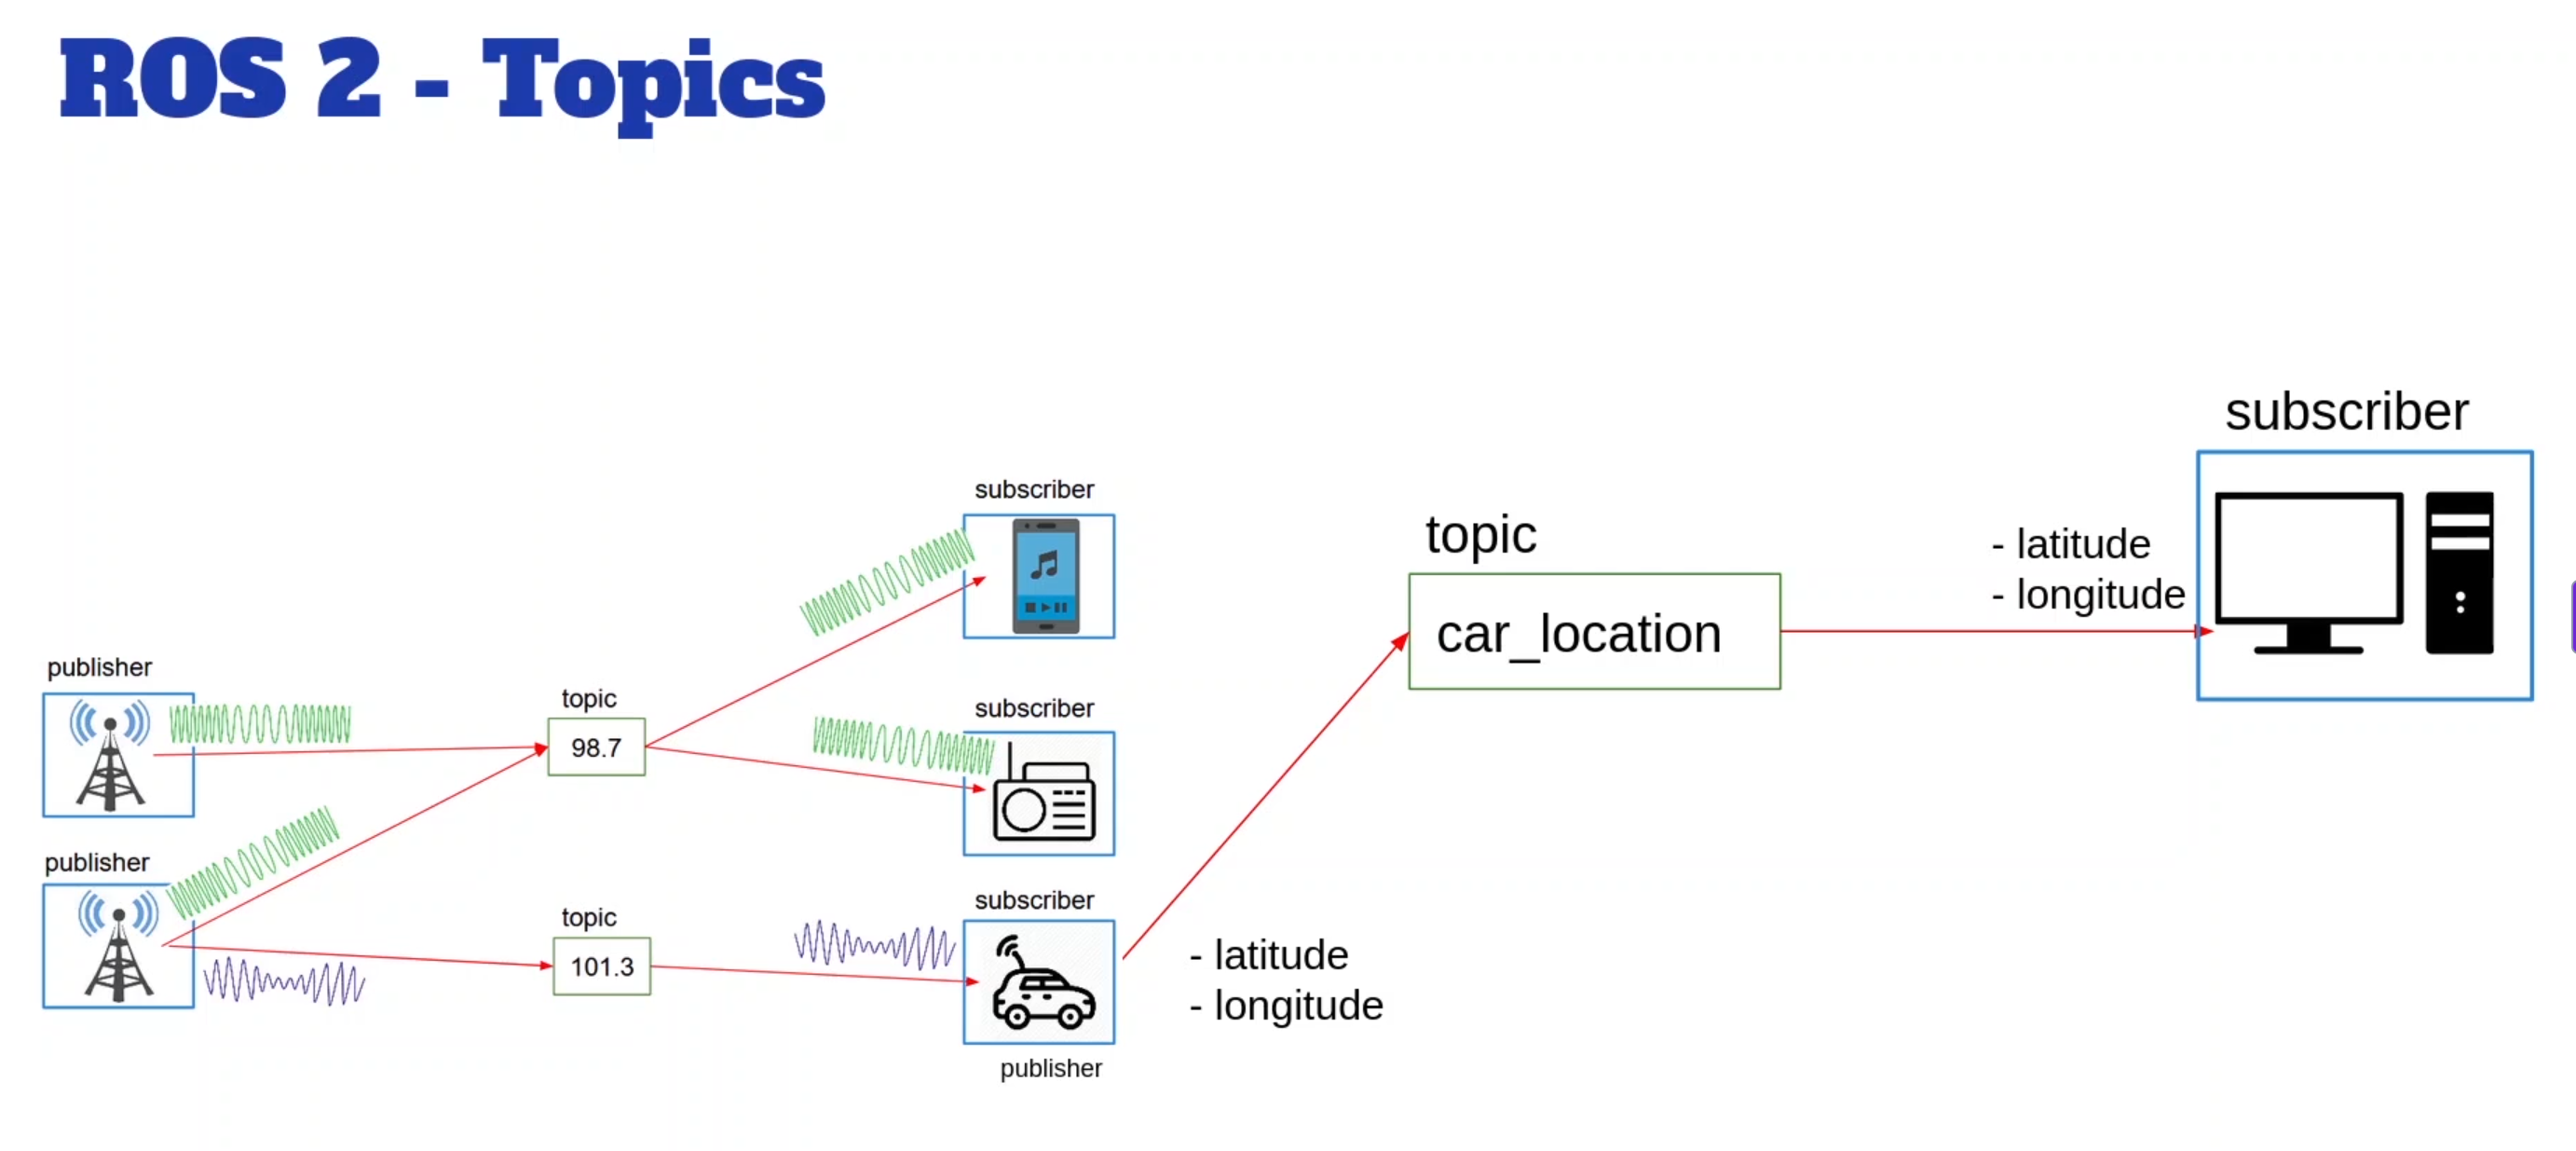 ROS 2 - Topics
publisher
publisher
topic
98.7
topic
101.3
subscriber
subscriber
subscriber
publisher
- latitude
- longitude
topic
car_location
- latitude
- longitude
subscriber